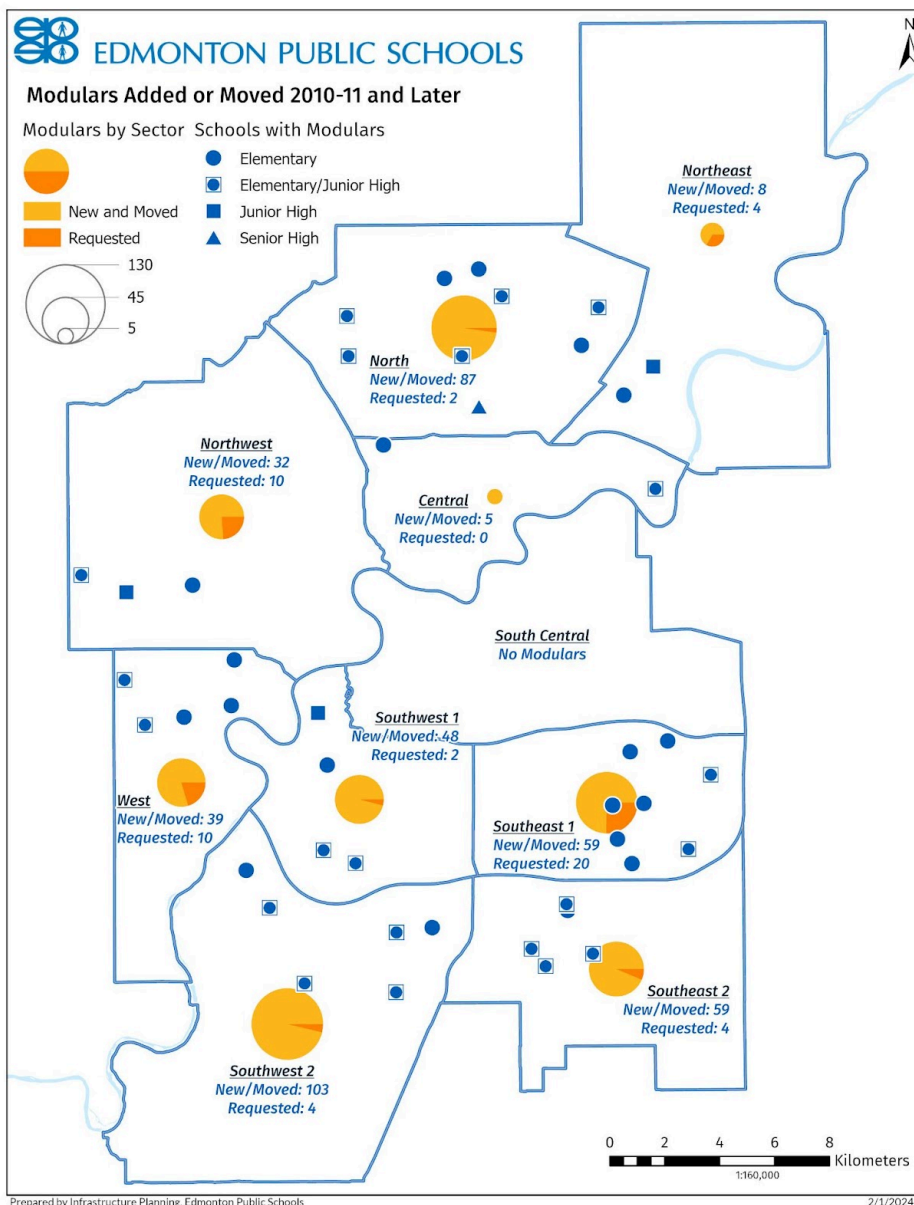 EDMONTON PUBLIC SCHOOLS
N
Modulars Added or Moved 2010-11 and Later
Modulars by Sector
Schools with Modulars
New and Moved
Requested
Elementary
Elementary/Junior High
Junior High
Senior High
130
45
5
Northeast
New/Moved: 8
Requested: 4
North
New/Moved: 87
Requested: 2
Northwest
New/Moved: 32
Requested: 10
Central
New/Moved: 5
Requested: 0
South Central
No Modulars
Southwest 1
New/Moved: 48
Requested: 2
West
New/Moved: 39
Requested: 10
Southeast 1
New/Moved: 59
Requested: 20
Southeast 2
New/Moved: 59
Requested: 4
Southwest 2
New/Moved: 103
Requested: 4
0 2 4 6 8
Kilometers
1:160,000
Prepared by Infrastructure Planning, Edmonton Public Schools
2/1/2024